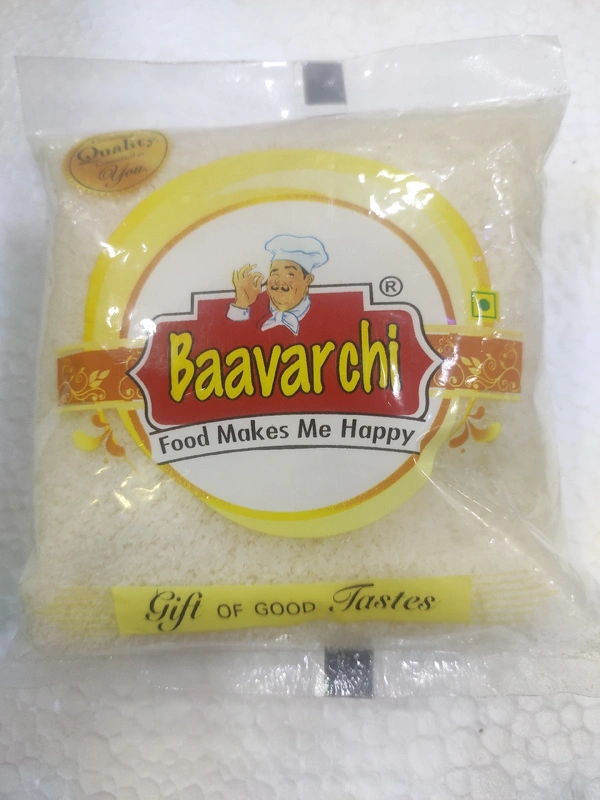 Quality
You
®
Baavarchi
Food Makes Me Happy
Gift OF GOOD Tastes